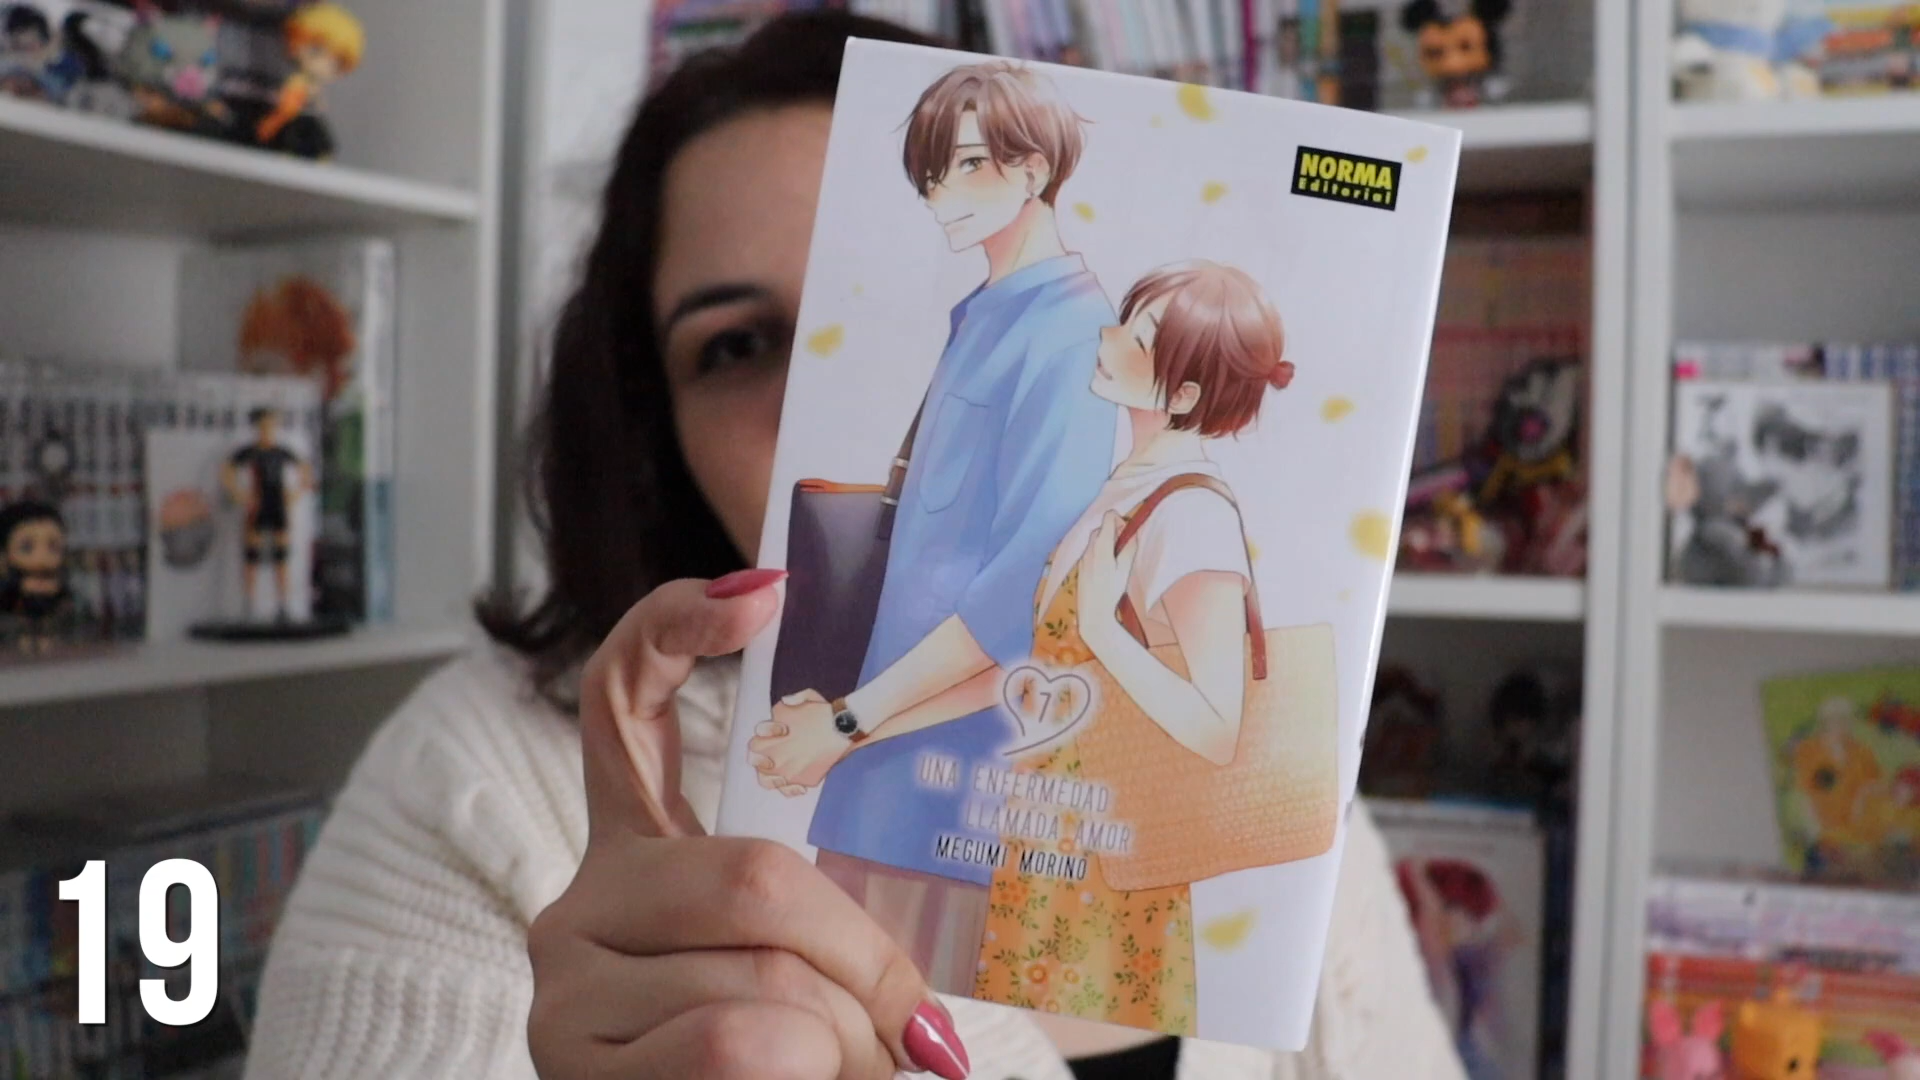 NORMA
Editorial
7
UNA ENFERMEDAD
LLAMADA AMOR
MEGUMI MORINO
19